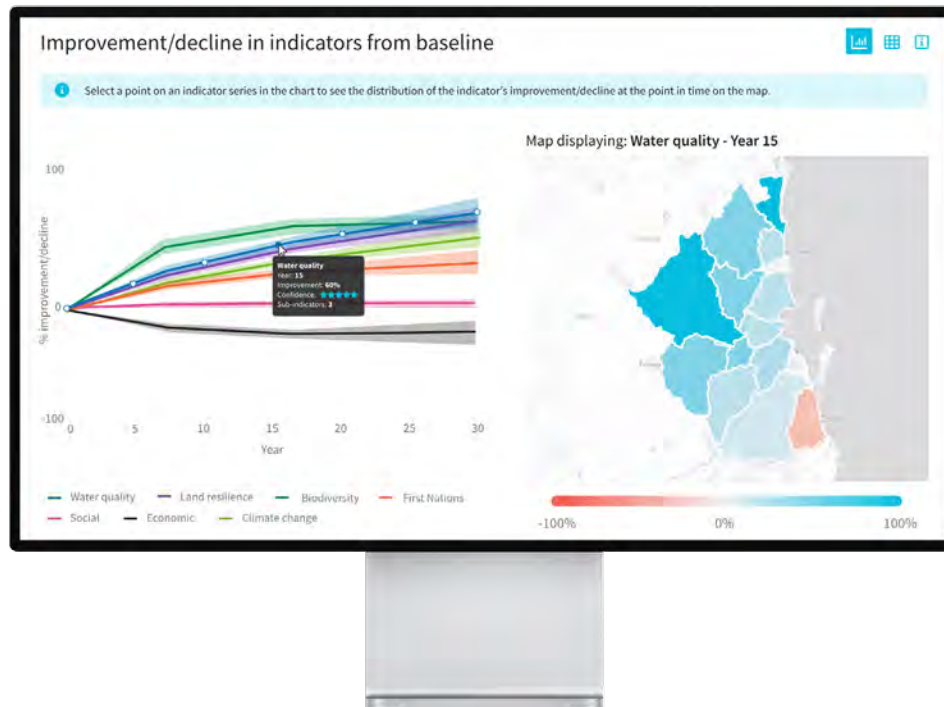 Improvement/decline in indicators from baseline
Select a point on an indicator series in the chart to see the distribution of the indicator's improvement/decline at the point in time on the map.
Map displaying: Water quality - Year 15
100
% improvement/decline
0
-100
Water quality
Year: 15
Improvement: 60%
Confidence:
Sub-indicators: 3
0 5 10 15 20 25 30
Year
Water quality Land resilience Biodiversity First Nations
Social Economic Climate change
-100% 0% 100%